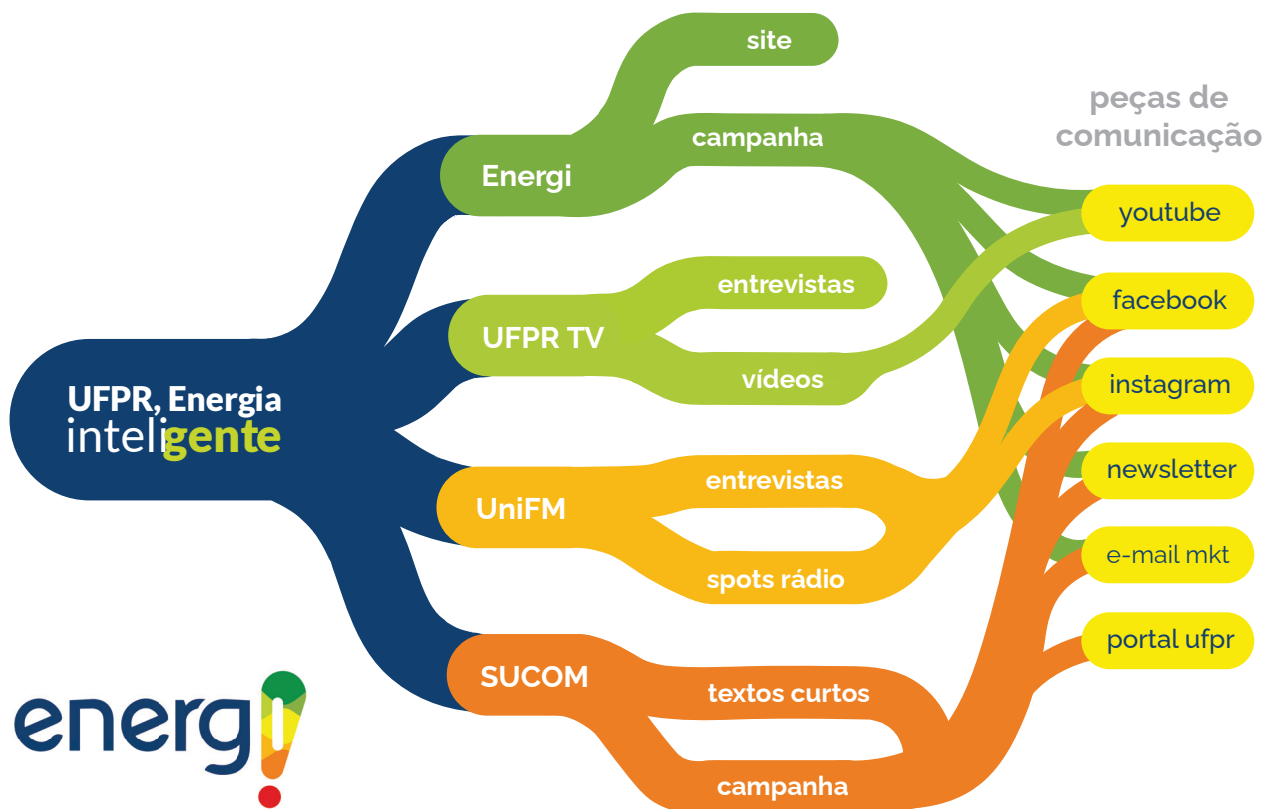 site
peças de
comunicação
campanha
Energi
youtube
entrevistas
facebook
UFPR TV
vídeos
instagram
UFPR, Energia
inteligente
entrevistas
newsletter
UniFM
e-mail mkt
spots rádio
portal ufpr
SUCOM
textos curtos
energ!
campanha